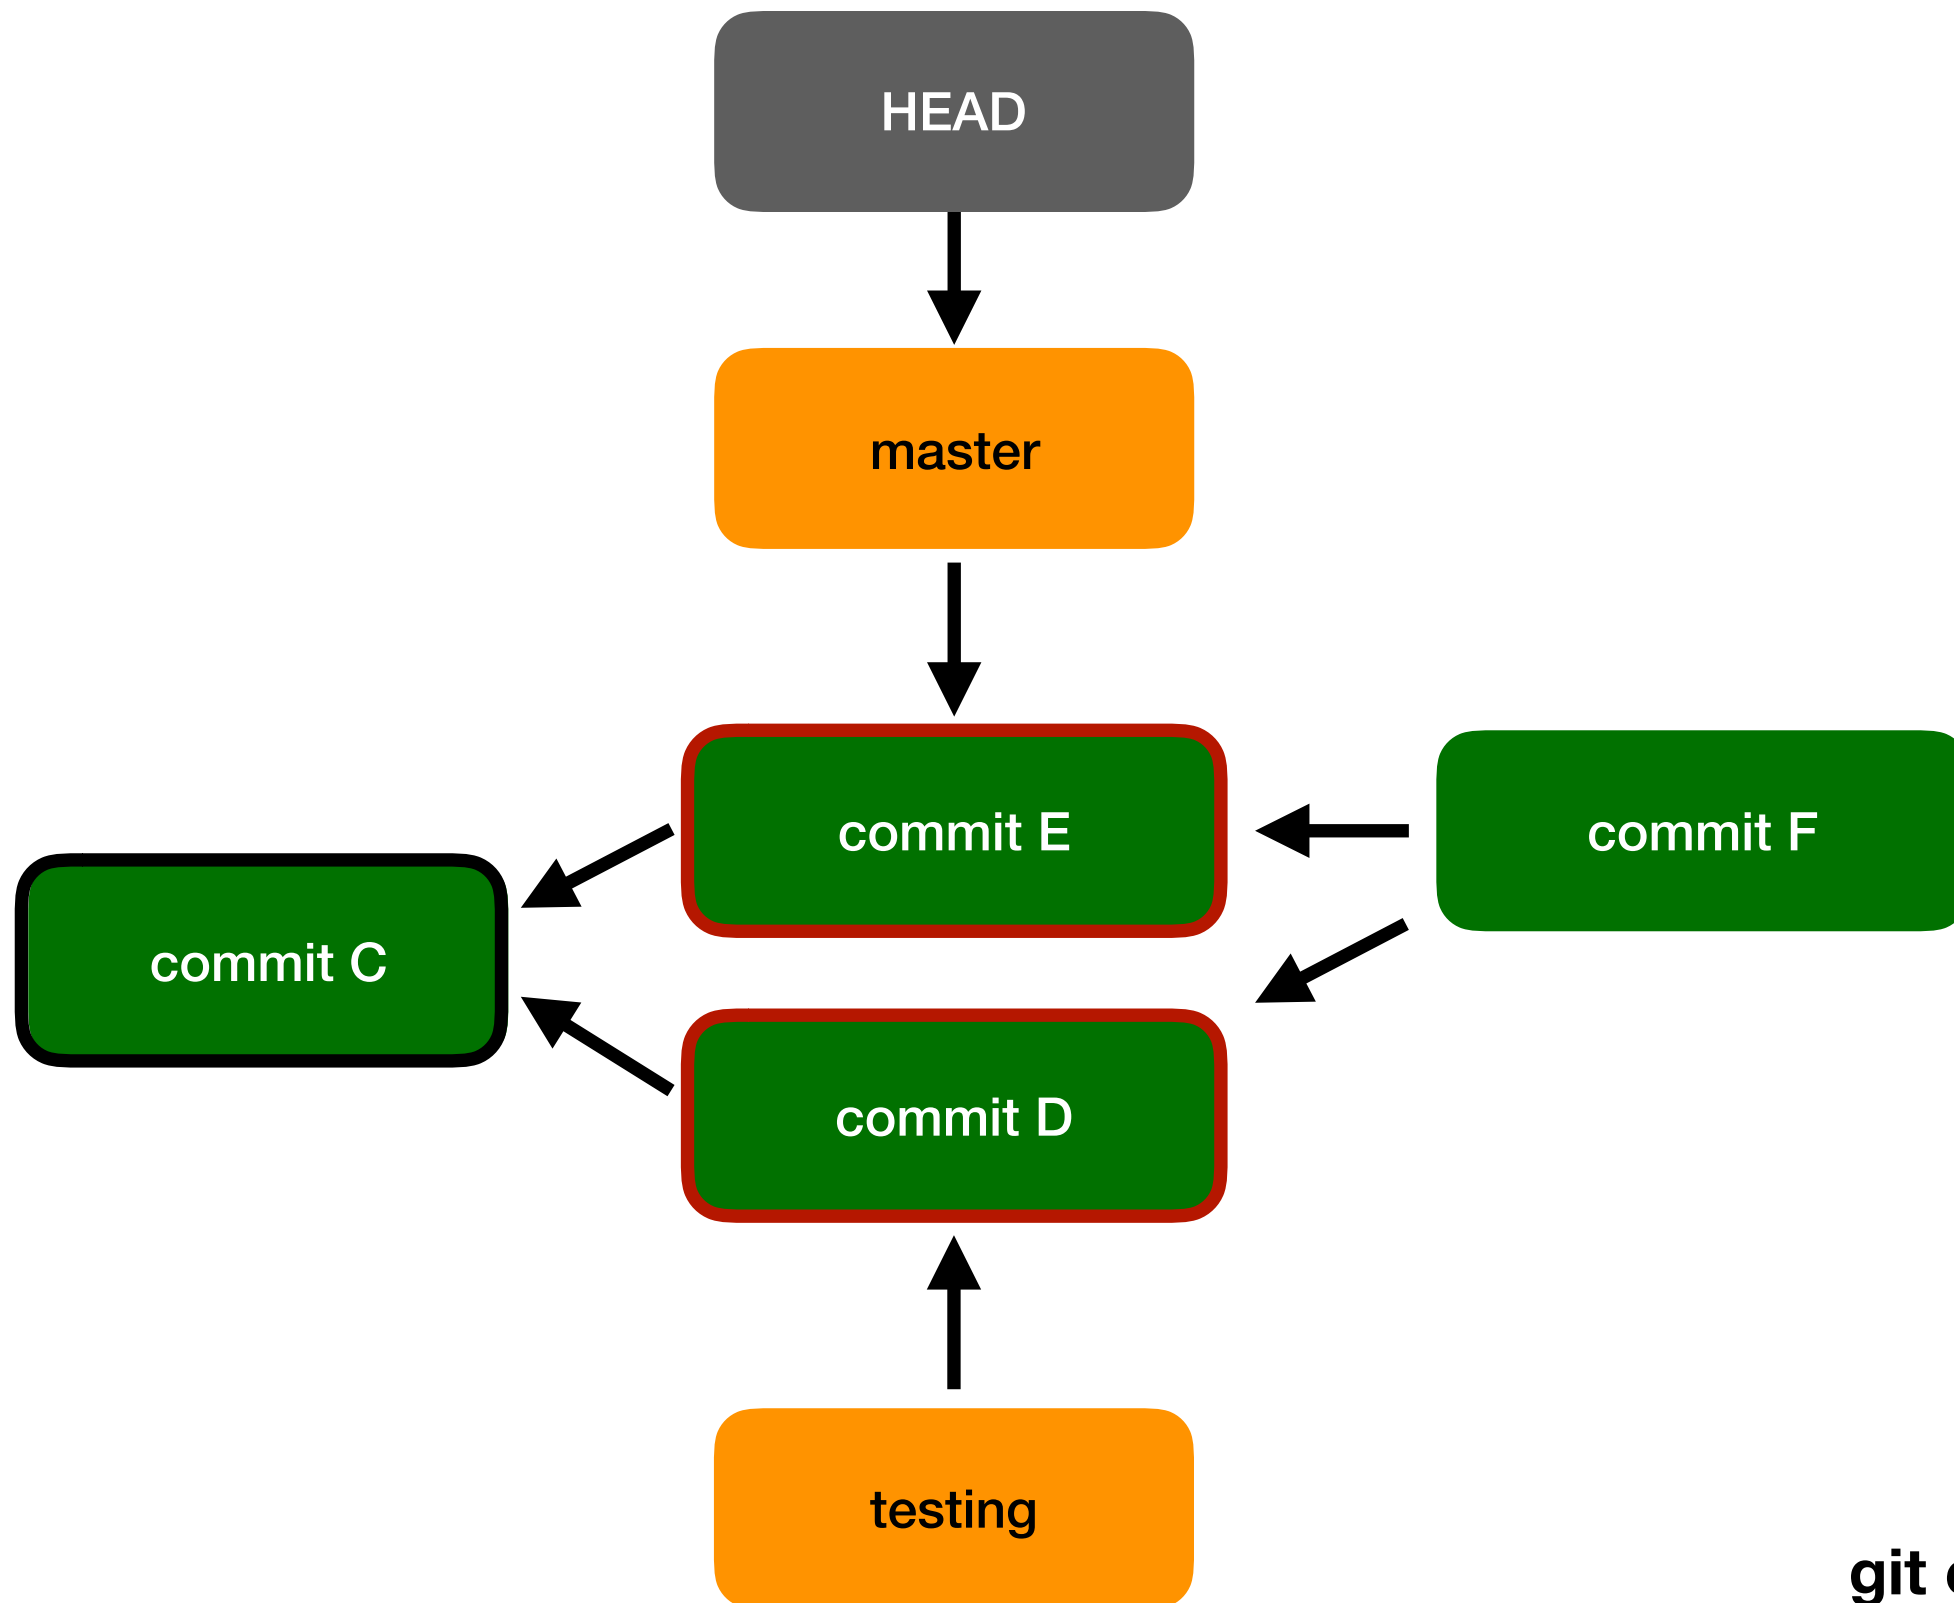 HEAD
master
commit E
commit F
commit C
commit D
testing
git